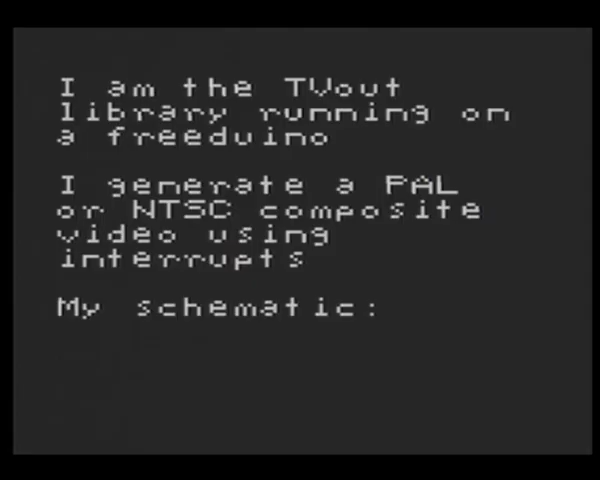 I am the TVout
library running on
a freeduino
I generate a PAL
or NTSC composite
video using
interrupts
My schematic: